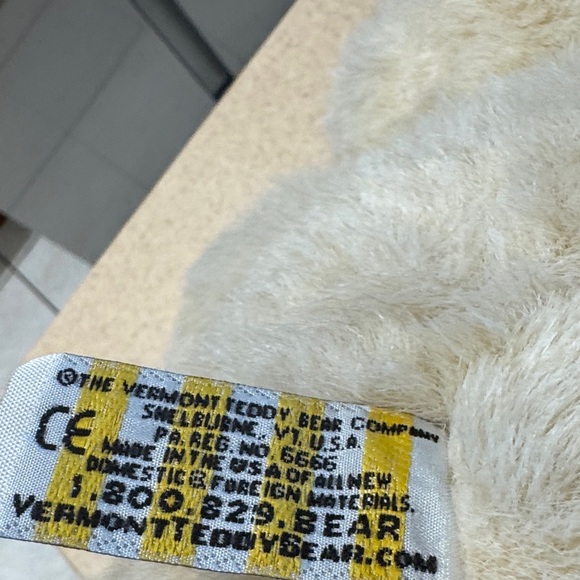 ©THE VERMONT TEDDY BEAR COMPANY
SHELBURNE, VT U.S.A.
PA. REG. NO 6666
CE MADE IN THE USA OF ALL NEW
DOMESTIC & FOREIGN MATERIALS.
1.800.829.BEAR
VERMONTTEDDYBEAR.COM